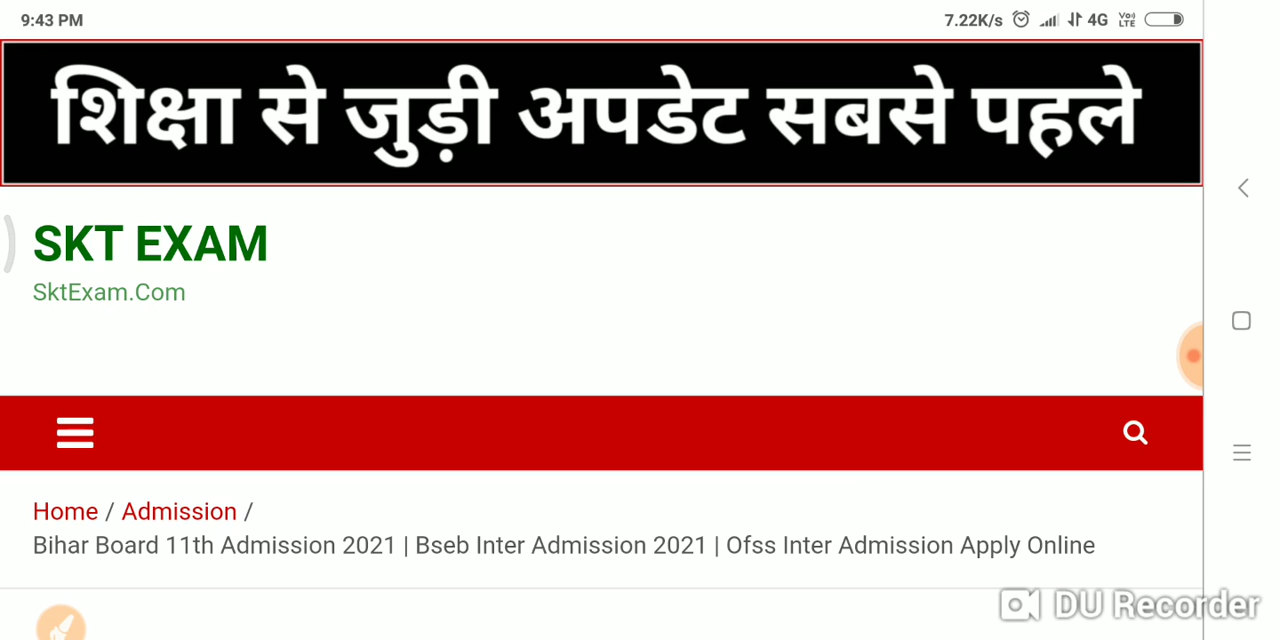 9:43 PM
7.22K/s 4G Vo)) LTE
शिक्षा से जुड़ी अपडेट सबसे पहले
SKT EXAM
SktExam.Com
Home / Admission /
Bihar Board 11th Admission 2021 | Bseb Inter Admission 2021 | Ofss Inter Admission Apply Online
DU Recorder